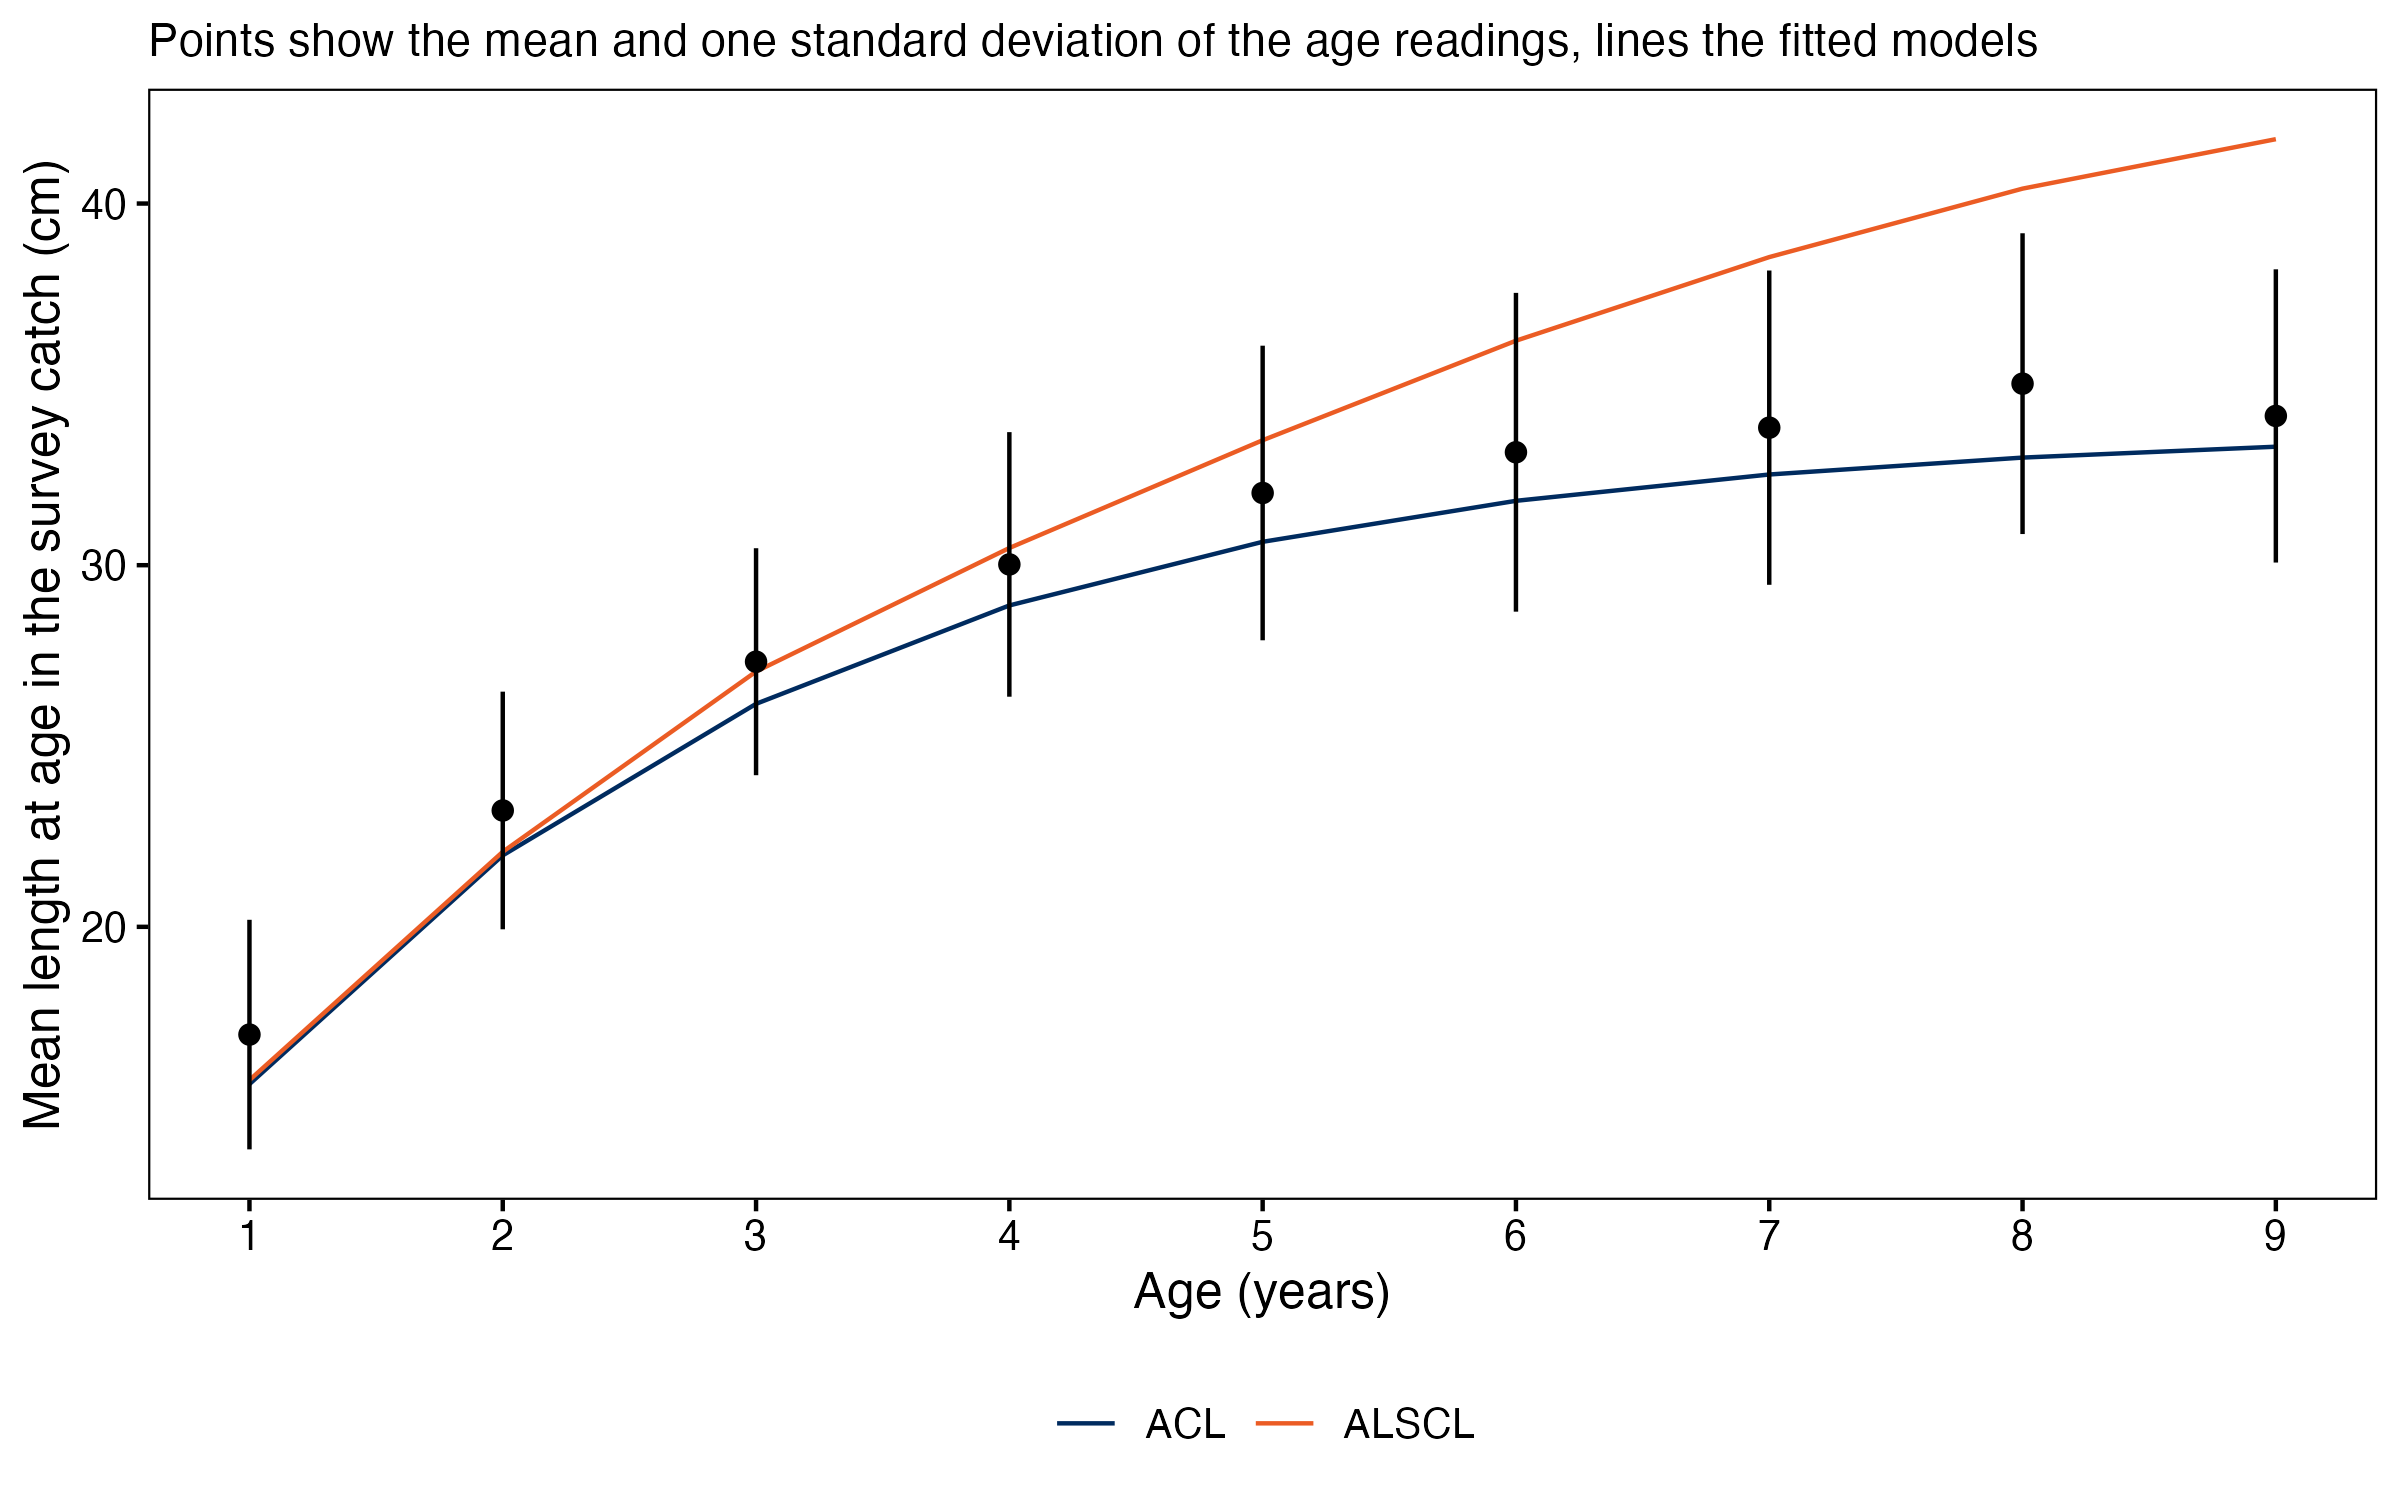 Points show the mean and one standard deviation of the age readings, lines the fitted models
Mean length at age in the survey catch (cm)
40
30
20
1 2 3 4 5 6 7 8 9
Age (years)
ACL ALSCL